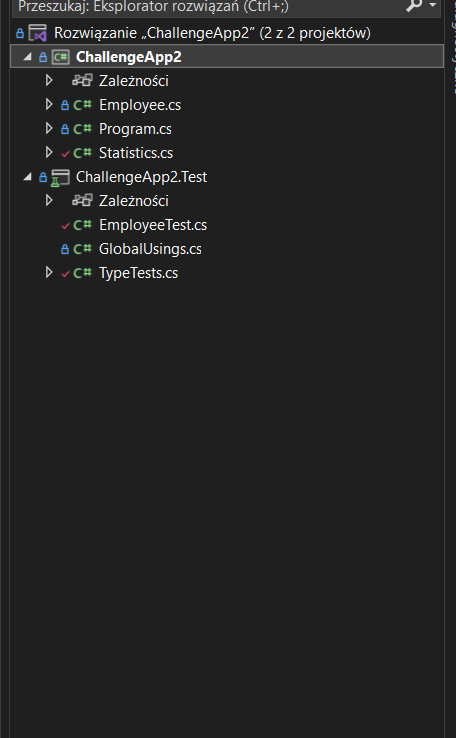 Przeszukaj: Eksplorator rozwiązań (Ctrl+;)
Rozwiązanie „ChallengeApp2” (2 z 2 projektów)
C# ChallengeApp2
Zależności
C# Employee.cs
C# Program.cs
C# Statistics.cs
ChallengeApp2.Test
Zależności
C# EmployeeTest.cs
C# GlobalUsings.cs
C# TypeTests.cs